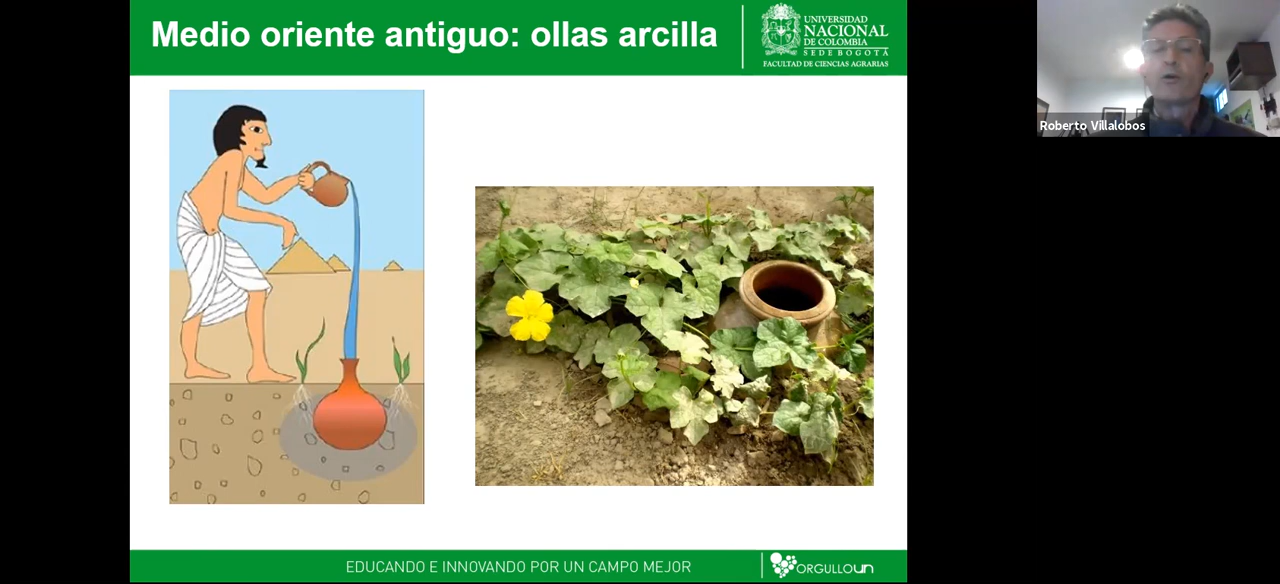 Medio oriente antiguo: ollas arcilla
UNIVERSIDAD
NACIONAL
DE COLOMBIA
SEDE BOGOTÁ
FACULTAD DE CIENCIAS AGRARIAS
Roberto Villalobos
EDUCANDO E INNOVANDO POR UN CAMPO MEJOR
ORGULLOUN